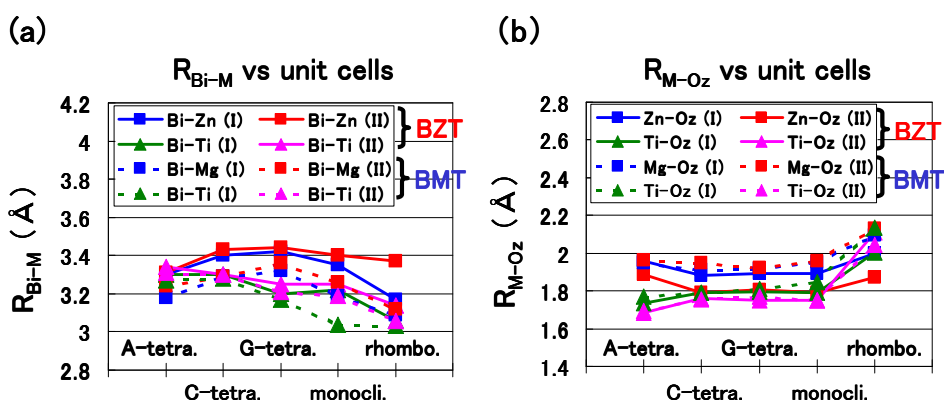 (a)
R_Bi-M vs unit cells
4.2
4
3.8
3.6
3.4
3.2
3
2.8
R_Bi-M (Å)
Bi-Zn (I)
Bi-Zn (II)
Bi-Ti (I)
Bi-Ti (II)
BZT
Bi-Mg (I)
Bi-Mg (II)
Bi-Ti (I)
Bi-Ti (II)
BMT
A-tetra.
G-tetra.
rhombo.
C-tetra.
monocli.
(b)
R_M-Oz vs unit cells
2.8
2.6
2.4
2.2
2
1.8
1.6
1.4
R_M-Oz (Å)
Zn-Oz (I)
Zn-Oz (II)
Ti-Oz (I)
Ti-Oz (II)
BZT
Mg-Oz (I)
Mg-Oz (II)
Ti-Oz (I)
Ti-Oz (II)
BMT
A-tetra.
G-tetra.
rhombo.
C-tetra.
monocli.